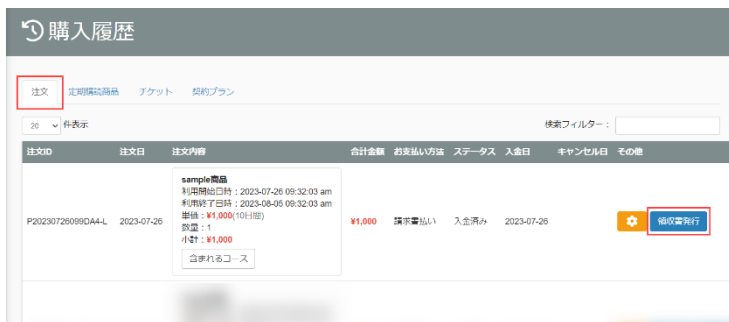 購入履歴
注文 定期購読商品 チケット 契約プラン
20 件表示 検索フィルター：
注文ID 注文日 注文内容 合計金額 お支払い方法 ステータス 入金日 キャンセル日 その他
sample商品
利用開始日時：2023-07-26 09:32:03 am
利用終了日時：2023-08-05 09:32:03 am
単価：¥1,000(10日間)
数量：1
小計：¥1,000
含まれるコース
P20230726099DA4-L 2023-07-26 ¥1,000 請求書払い 入金済み 2023-07-26 領収書発行